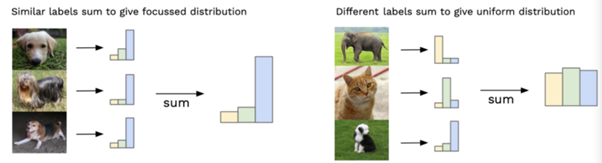 Similar labels sum to give focussed distribution
Different labels sum to give uniform distribution
sum
sum